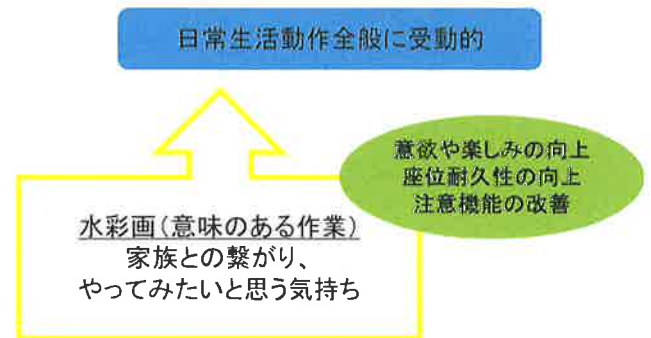 日常生活動作全般に受動的
意欲や楽しみの向上
座位耐久性の向上
注意機能の改善
水彩画（意味のある作業）
家族との繋がり、
やってみたいと思う気持ち